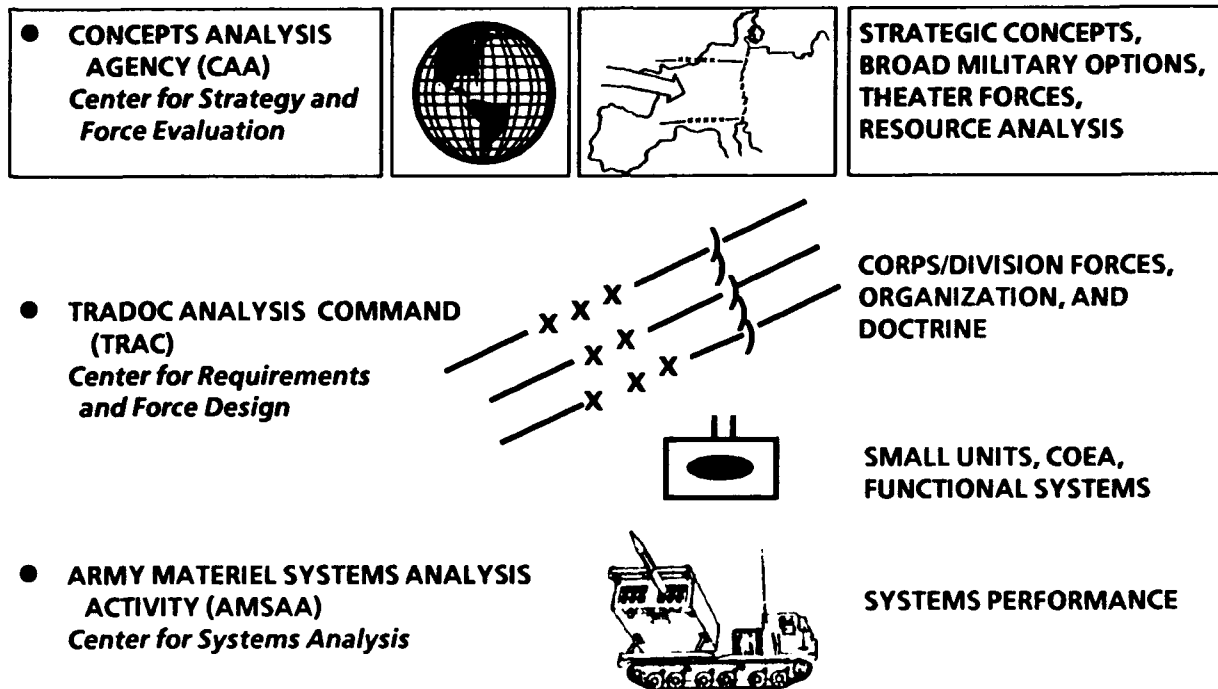 ● CONCEPTS ANALYSIS
AGENCY (CAA)
Center for Strategy and
Force Evaluation
STRATEGIC CONCEPTS,
BROAD MILITARY OPTIONS,
THEATER FORCES,
RESOURCE ANALYSIS
● TRADOC ANALYSIS COMMAND
(TRAC)
Center for Requirements
and Force Design
X X X
X X
X X X
CORPS/DIVISION FORCES,
ORGANIZATION, AND
DOCTRINE
SMALL UNITS, COEA,
FUNCTIONAL SYSTEMS
● ARMY MATERIEL SYSTEMS ANALYSIS
ACTIVITY (AMSAA)
Center for Systems Analysis
SYSTEMS PERFORMANCE